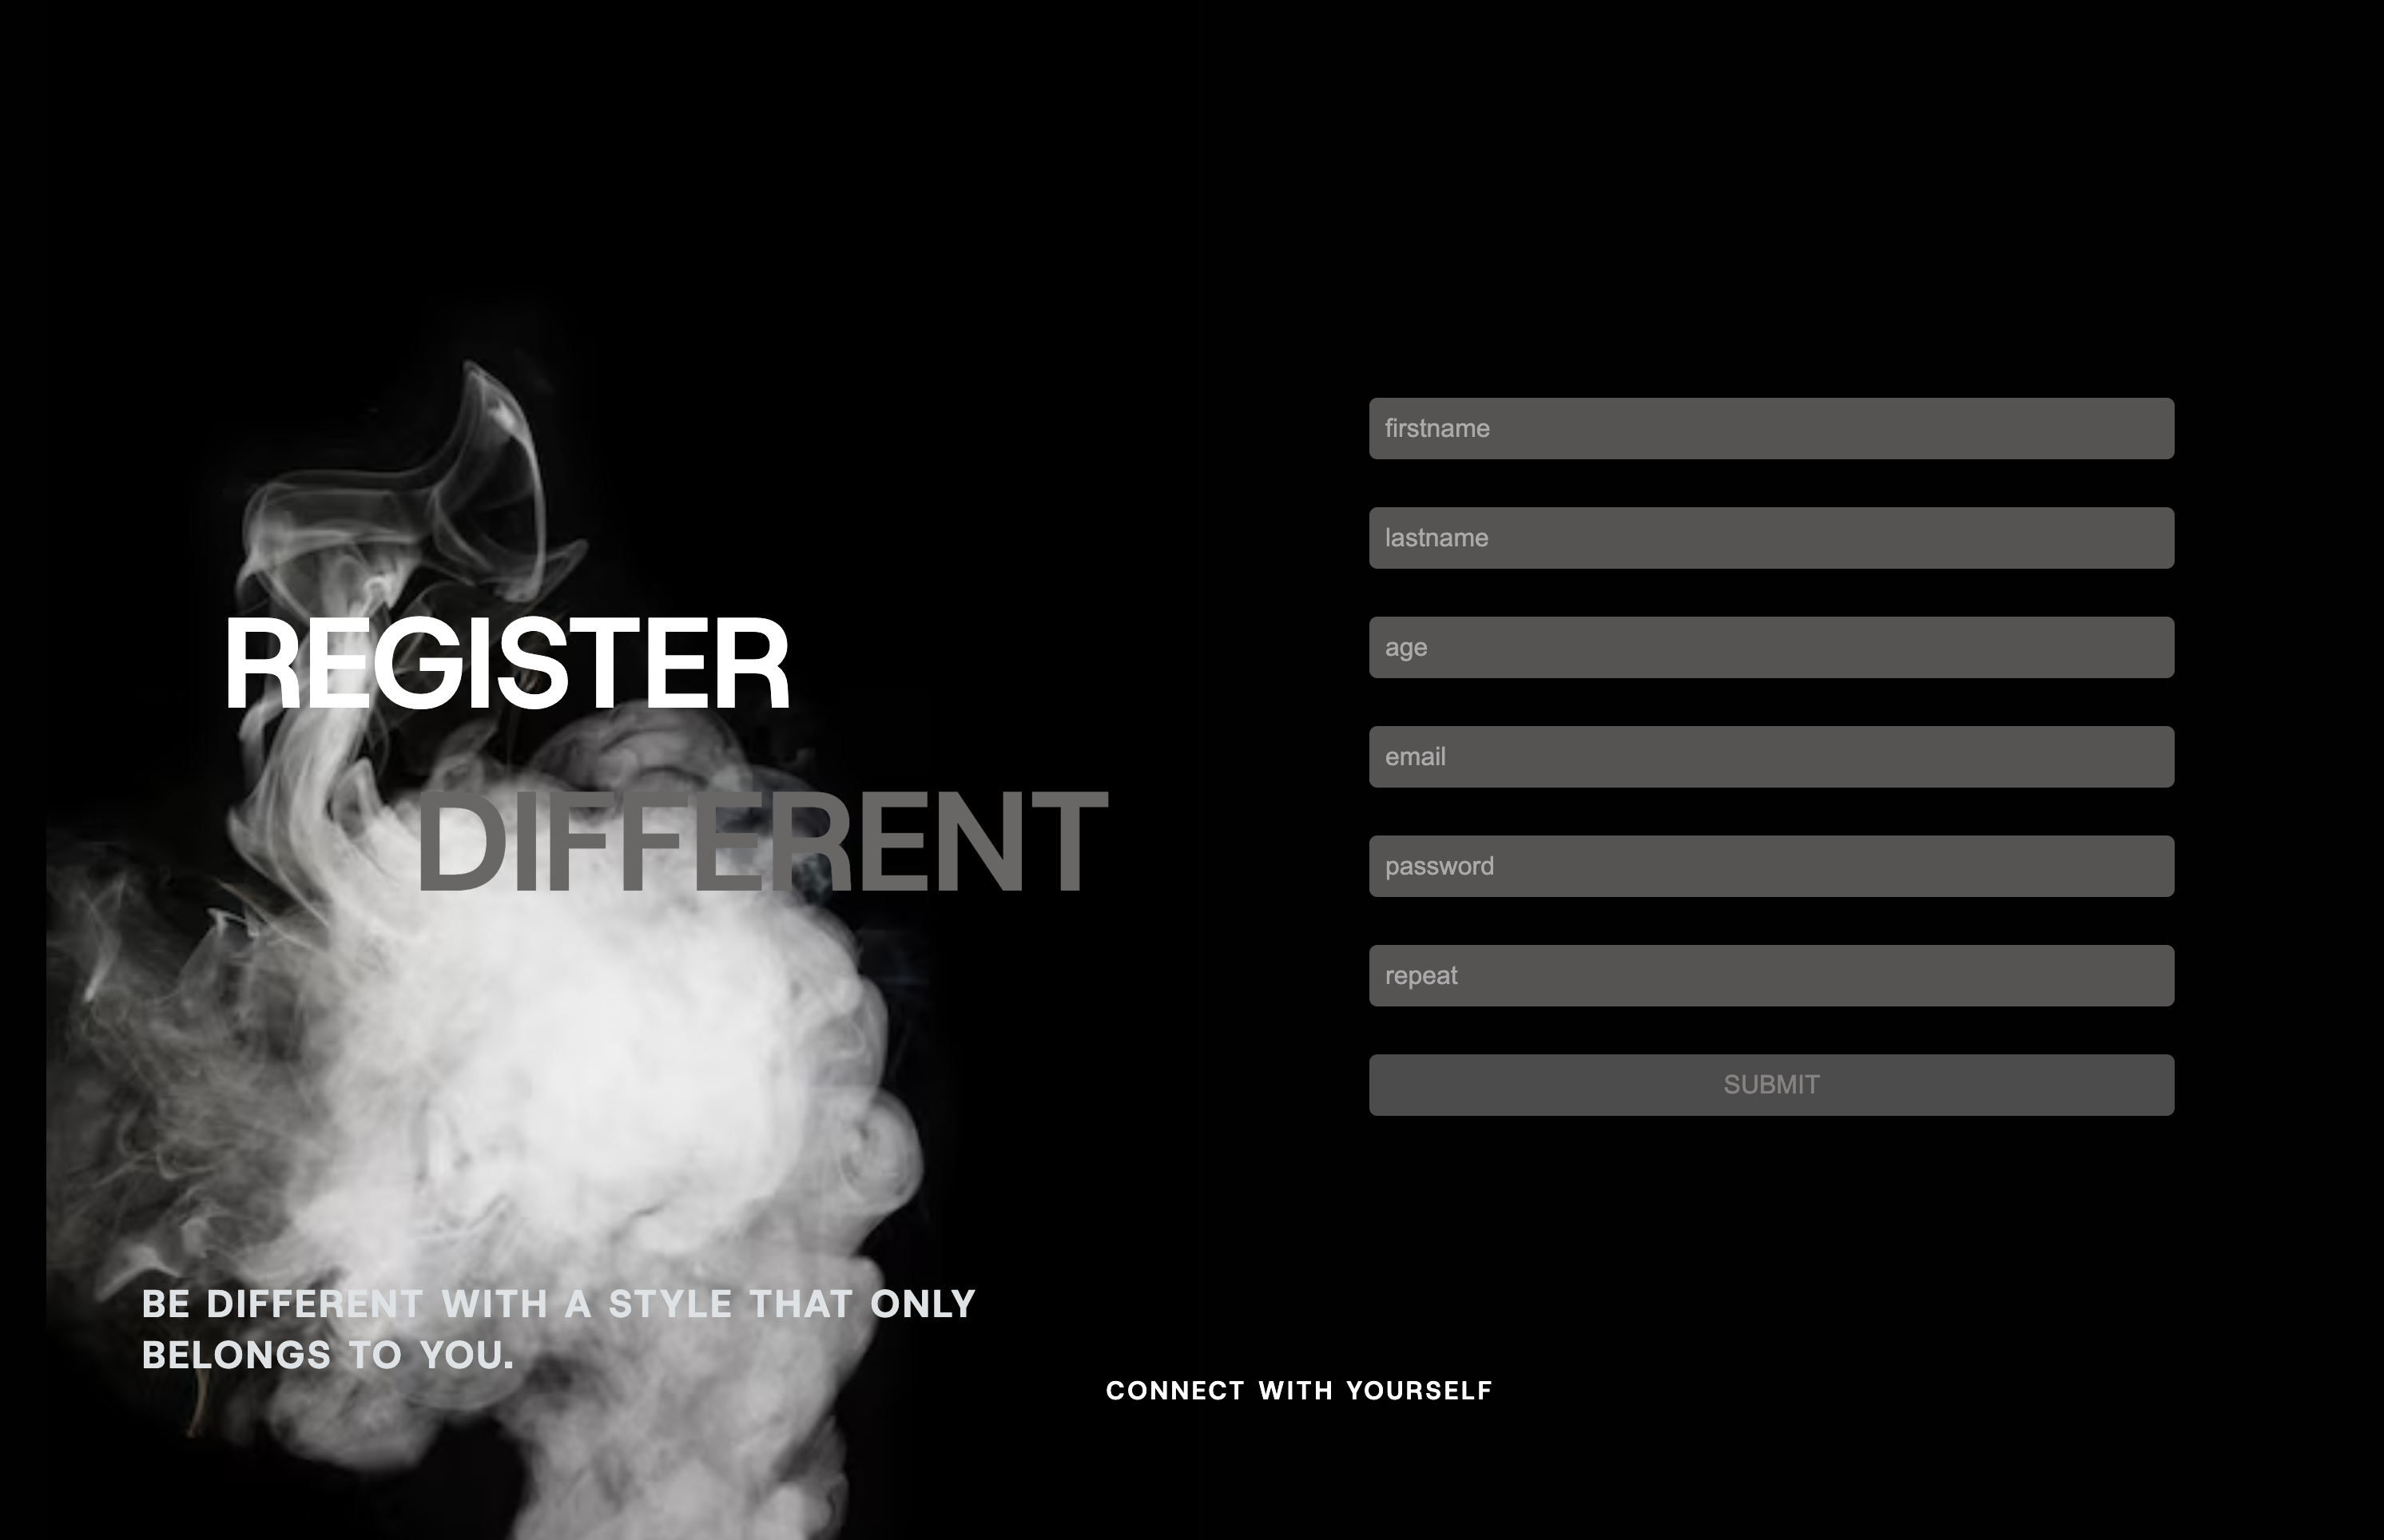 REGISTER
DIFFERENT
BE DIFFERENT WITH A STYLE THAT ONLY
BELONGS TO YOU.
firstname
lastname
age
email
password
repeat
SUBMIT
CONNECT WITH YOURSELF